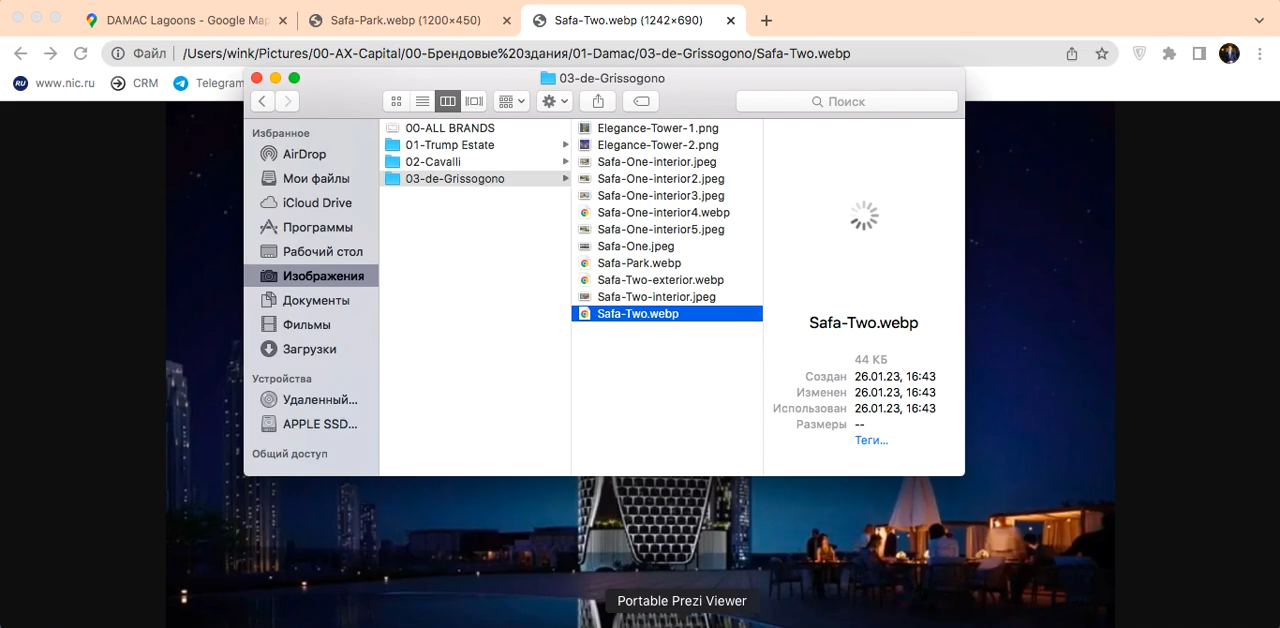 DAMAC Lagoons - Google Map
Safa-Park.webp (1200×450)
Safa-Two.webp (1242×690)
Файл
/Users/wink/Pictures/00-AX-Capital/00-Брендовые%20здания/01-Damac/03-de-Grissogono/Safa-Two.webp
RU www.nic.ru
CRM
Telegram
03-de-Grissogono
Поиск
Избранное
AirDrop
Мои файлы
iCloud Drive
Программы
Рабочий стол
Изображения
Документы
Фильмы
Загрузки
Устройства
Удаленный...
APPLE SSD...
Общий доступ
00-ALL BRANDS
01-Trump Estate
02-Cavalli
03-de-Grissogono
Elegance-Tower-1.png
Elegance-Tower-2.png
Safa-One-interior.jpeg
Safa-One-interior2.jpeg
Safa-One-interior3.jpeg
Safa-One-interior4.webp
Safa-One-interior5.jpeg
Safa-One.jpeg
Safa-Park.webp
Safa-Two-exterior.webp
Safa-Two-interior.jpeg
Safa-Two.webp
Safa-Two.webp
44 КБ
Создан 26.01.23, 16:43
Изменен 26.01.23, 16:43
Использован 26.01.23, 16:43
Размеры --
Теги...
Portable Prezi Viewer